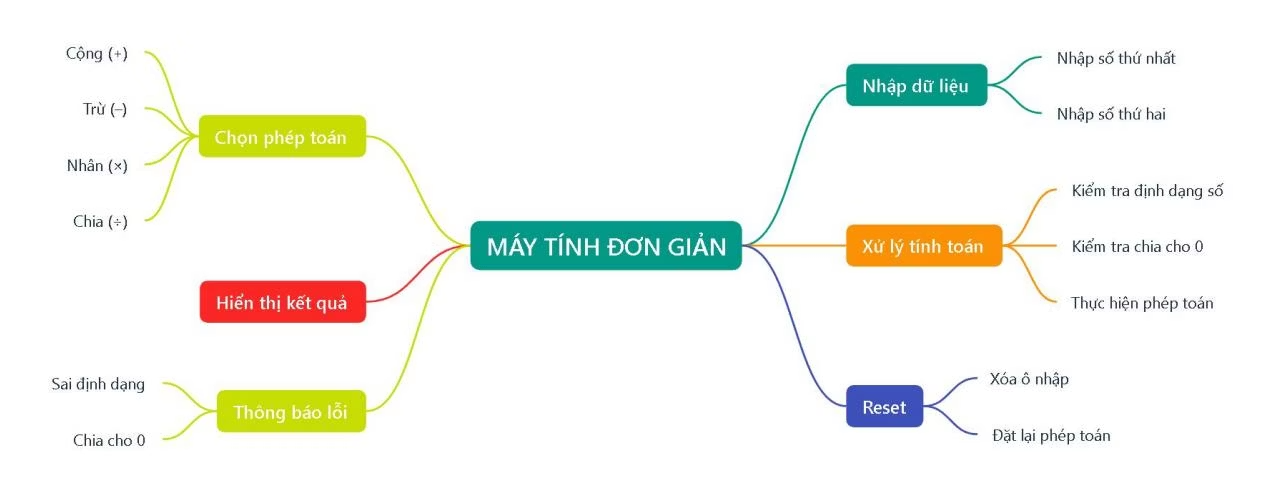 MÁY TÍNH ĐƠN GIẢN
Chọn phép toán
Cộng (+)
Trừ (–)
Nhân (×)
Chia (÷)
Hiển thị kết quả
Thông báo lỗi
Sai định dạng
Chia cho 0
Nhập dữ liệu
Nhập số thứ nhất
Nhập số thứ hai
Xử lý tính toán
Kiểm tra định dạng số
Kiểm tra chia cho 0
Thực hiện phép toán
Reset
Xóa ô nhập
Đặt lại phép toán